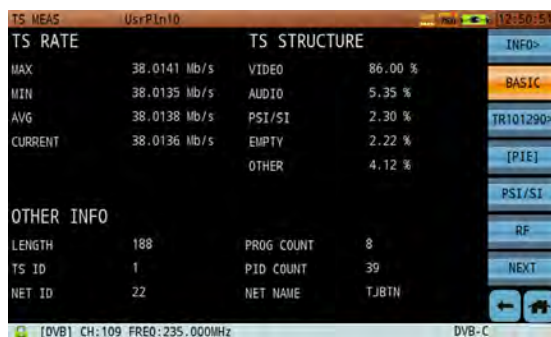 TS MEAS UsrPln10 12:50:5
TS RATE
MAX 38.0141 Mb/s
MIN 38.0135 Mb/s
AVG 38.0138 Mb/s
CURRENT 38.0136 Mb/s
TS STRUCTURE
VIDEO 86.00 %
AUDIO 5.35 %
PSI/SI 2.30 %
EMPTY 2.22 %
OTHER 4.12 %
OTHER INFO
LENGTH 188
TS ID 1
NET ID 22
PROG COUNT 8
PID COUNT 39
NET NAME TJBTN
INFO>
BASIC
TR101290>
[PIE]
PSI/SI
RF
NEXT
[DVB] CH:109 FREQ:235.000MHz DVB-C